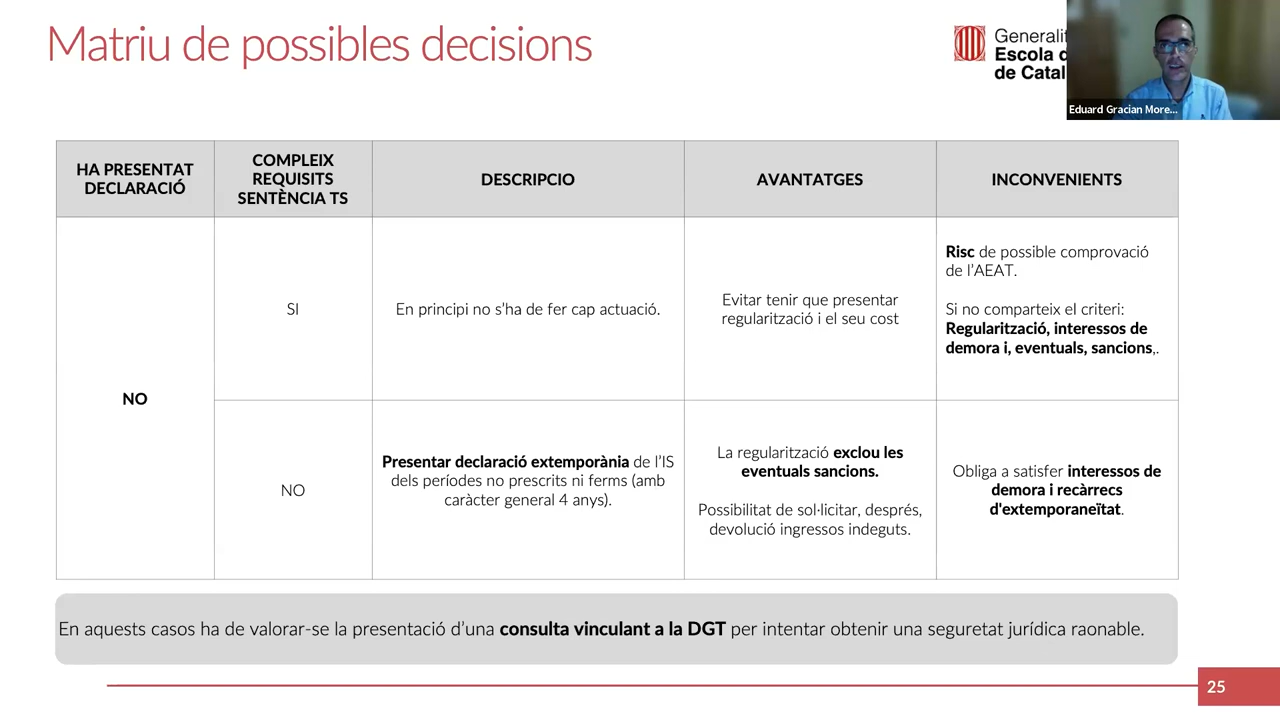 Matriu de possibles decisions
Generalit
Escola d
de Catal
Eduard Gracian More...
HA PRESENTAT
DECLARACIÓ
COMPLEIX
REQUISITS
SENTÈNCIA TS
DESCRIPCIO
AVANTATGES
INCONVENIENTS
NO
SI
En principi no s'ha de fer cap actuació.
Evitar tenir que presentar
regularització i el seu cost
Risc de possible comprovació
de l'AEAT.
Si no comparteix el criteri:
Regularització, interessos de
demora i, eventuals, sancions,.
NO
Presentar declaració extemporània de l'IS
dels períodes no prescrits ni ferms (amb
caràcter general 4 anys).
La regularització exclou les
eventuals sancions.
Possibilitat de sol·licitar, després,
devolució ingressos indeguts.
Obliga a satisfer interessos de
demora i recàrrecs
d'extemporaneïtat.
En aquests casos ha de valorar-se la presentació d'una consulta vinculant a la DGT per intentar obtenir una seguretat jurídica raonable.
25